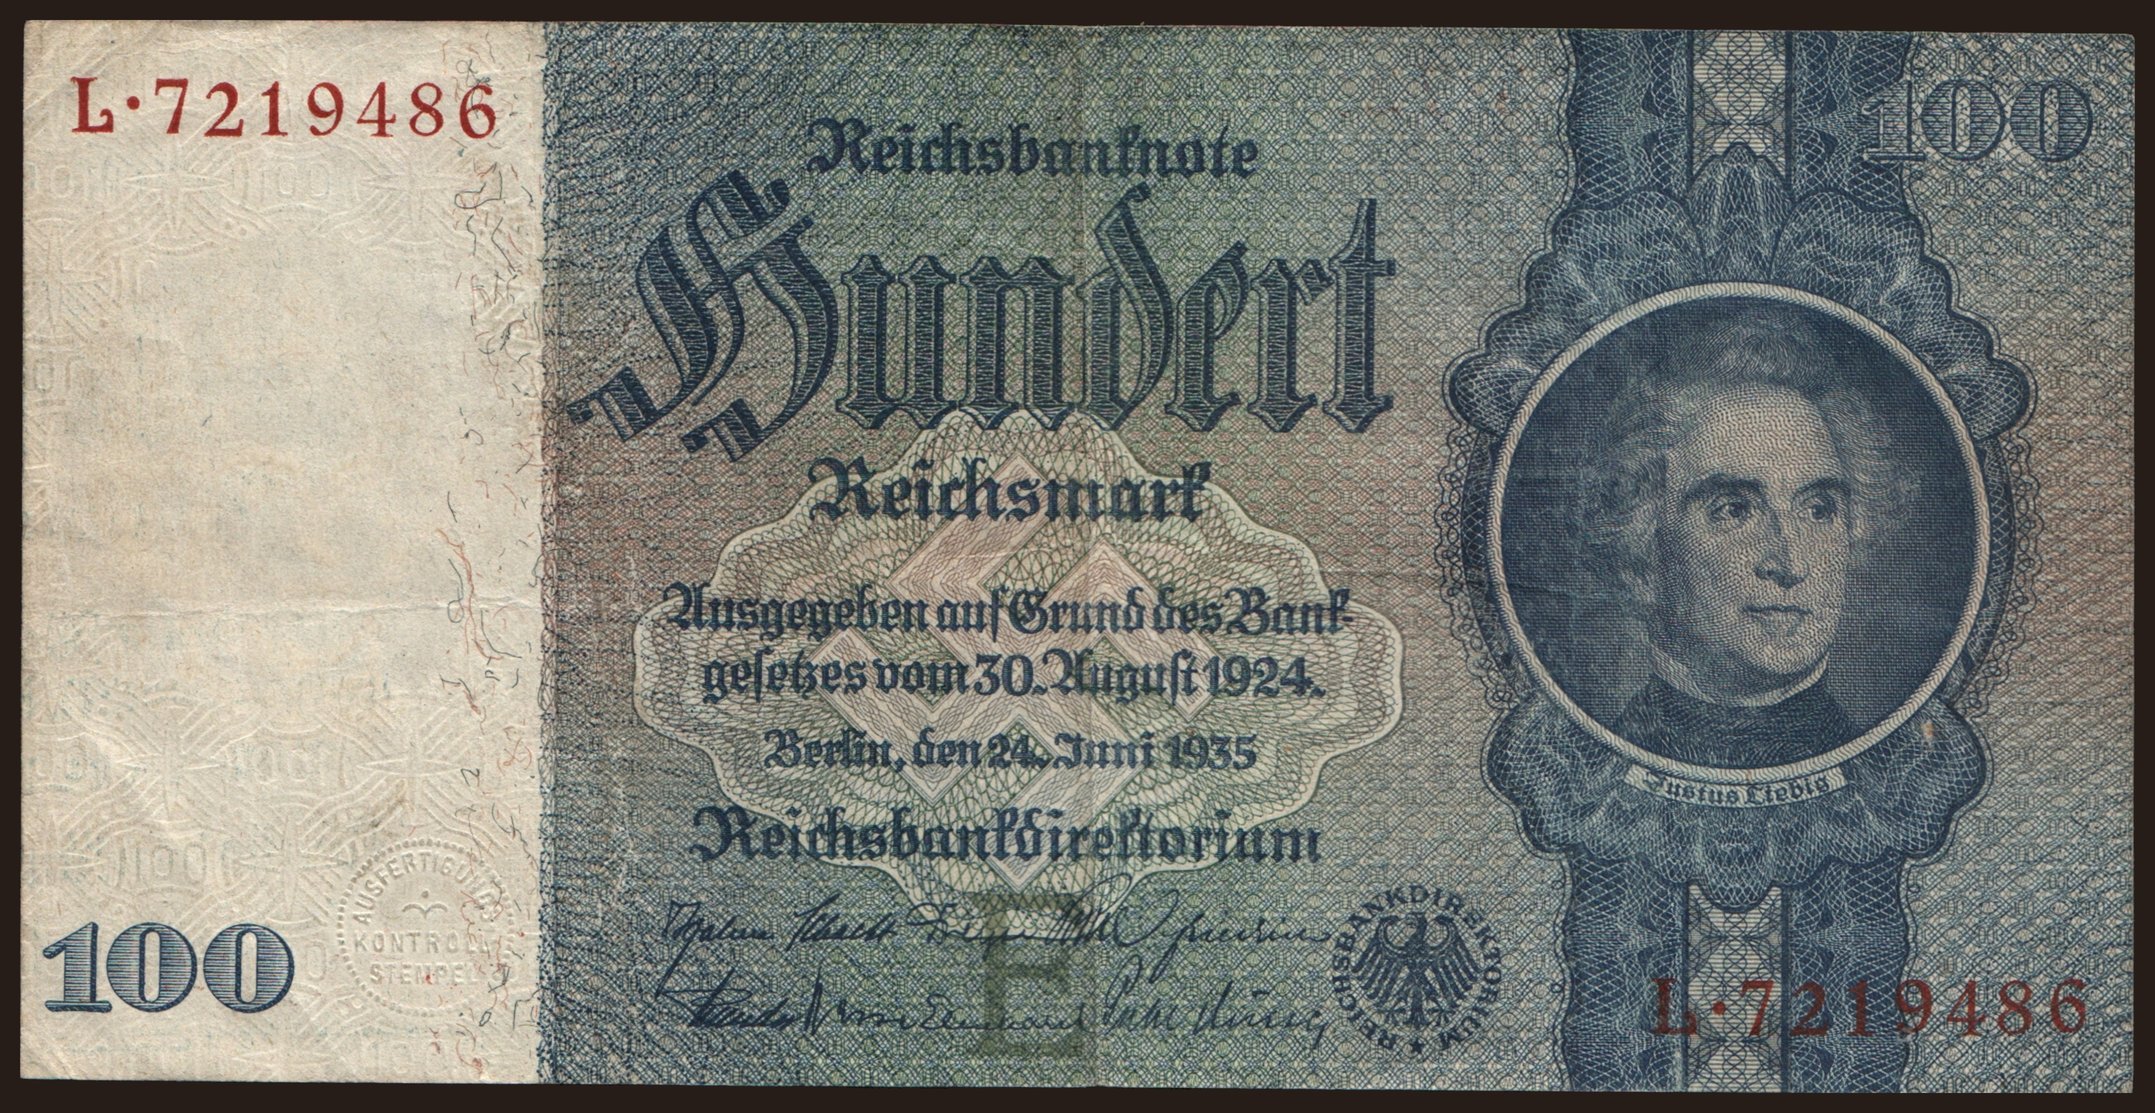 L·7219486
100
Reichsbanknote
Hundert
Reichsmark
Ausgegeben auf Grund des Bank-
gesetzes vom 30. August 1924.
Berlin, den 24. Juni 1935
Reichsbankdirektorium
Justus Liebig
REICHSBANKDIREKTORIUM
AUSFERTIGUNGS
KONTROLL
STEMPEL
100
E
L·7219486